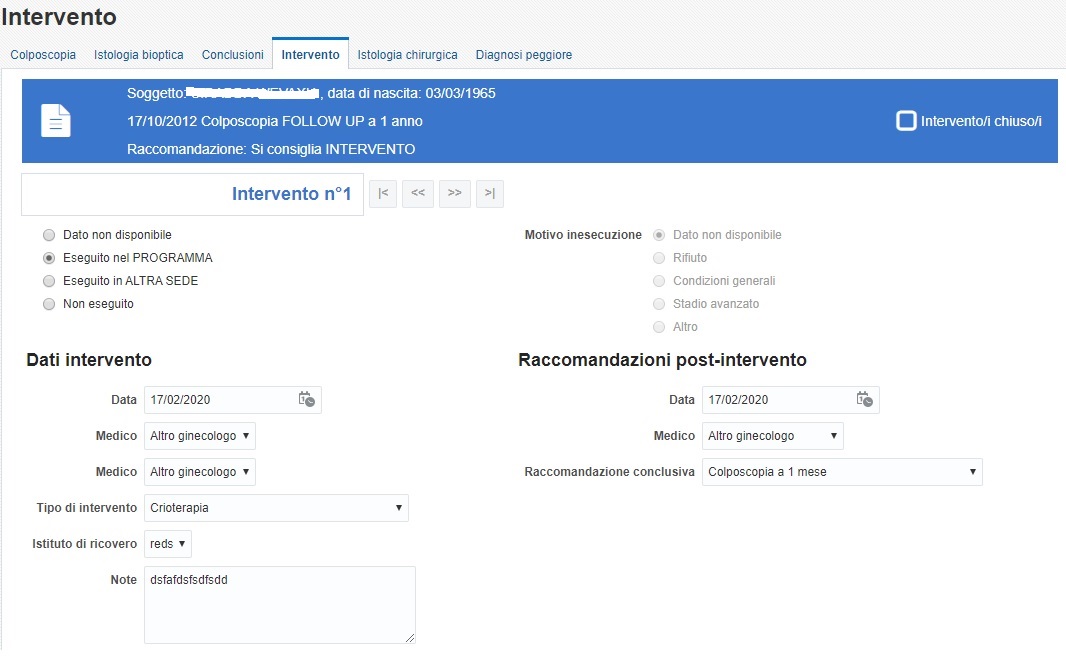 Intervento
Colposcopia Istologia bioptica Conclusioni Intervento Istologia chirurgica Diagnosi peggiore
Soggetto: , data di nascita: 03/03/1965
17/10/2012 Colposcopia FOLLOW UP a 1 anno
Raccomandazione: Si consiglia INTERVENTO
Intervento/i chiuso/i
Intervento n°1 |< << >> >|
Dato non disponibile
Eseguito nel PROGRAMMA
Eseguito in ALTRA SEDE
Non eseguito
Motivo inesecuzione Dato non disponibile
Rifiuto
Condizioni generali
Stadio avanzato
Altro
Dati intervento
Data 17/02/2020
Medico Altro ginecologo
Medico Altro ginecologo
Tipo di intervento Crioterapia
Istituto di ricovero reds
Note dsfafdsfsdfsdd
Raccomandazioni post-intervento
Data 17/02/2020
Medico Altro ginecologo
Raccomandazione conclusiva Colposcopia a 1 mese